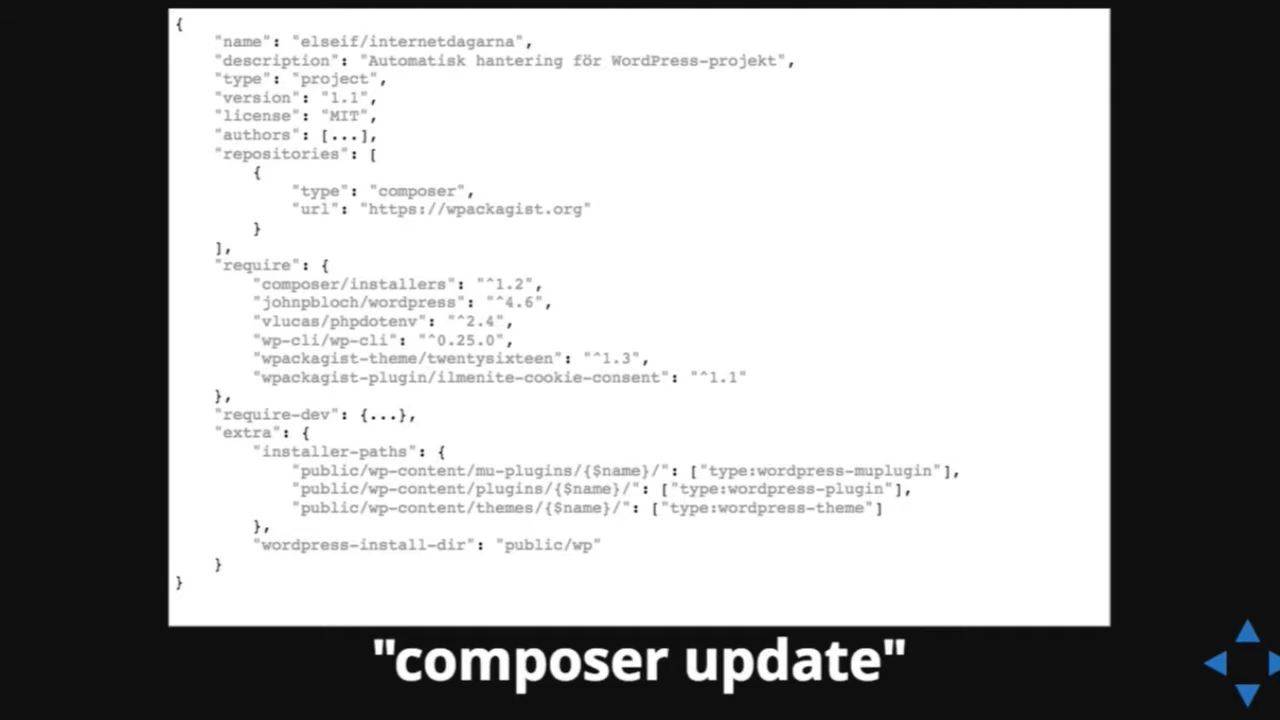 {
    "name": "elseif/internetdagarna",
    "description": "Automatisk hantering för WordPress-projekt",
    "type": "project",
    "version": "1.1",
    "license": "MIT",
    "authors": [...],
    "repositories": [
        {
            "type": "composer",
            "url": "https://wpackagist.org"
        }
    ],
    "require": {
        "composer/installers": "^1.2",
        "johnpbloch/wordpress": "^4.6",
        "vlucas/phpdotenv": "^2.4",
        "wp-cli/wp-cli": "^0.25.0",
        "wpackagist-theme/twentysixteen": "^1.3",
        "wpackagist-plugin/ilmenite-cookie-consent": "^1.1"
    },
    "require-dev": {...},
    "extra": {
        "installer-paths": {
            "public/wp-content/mu-plugins/{$name}/": ["type:wordpress-muplugin"],
            "public/wp-content/plugins/{$name}/": ["type:wordpress-plugin"],
            "public/wp-content/themes/{$name}/": ["type:wordpress-theme"]
        },
        "wordpress-install-dir": "public/wp"
    }
}
"composer update"